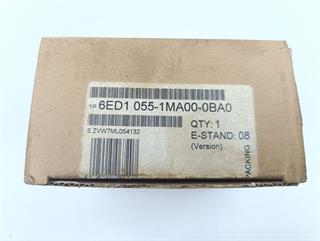 1P 6ED1 055-1MA00-0BA0
QTY: 1
S ZVW7ML054132
E-STAND: 08
(Version)
PACKING